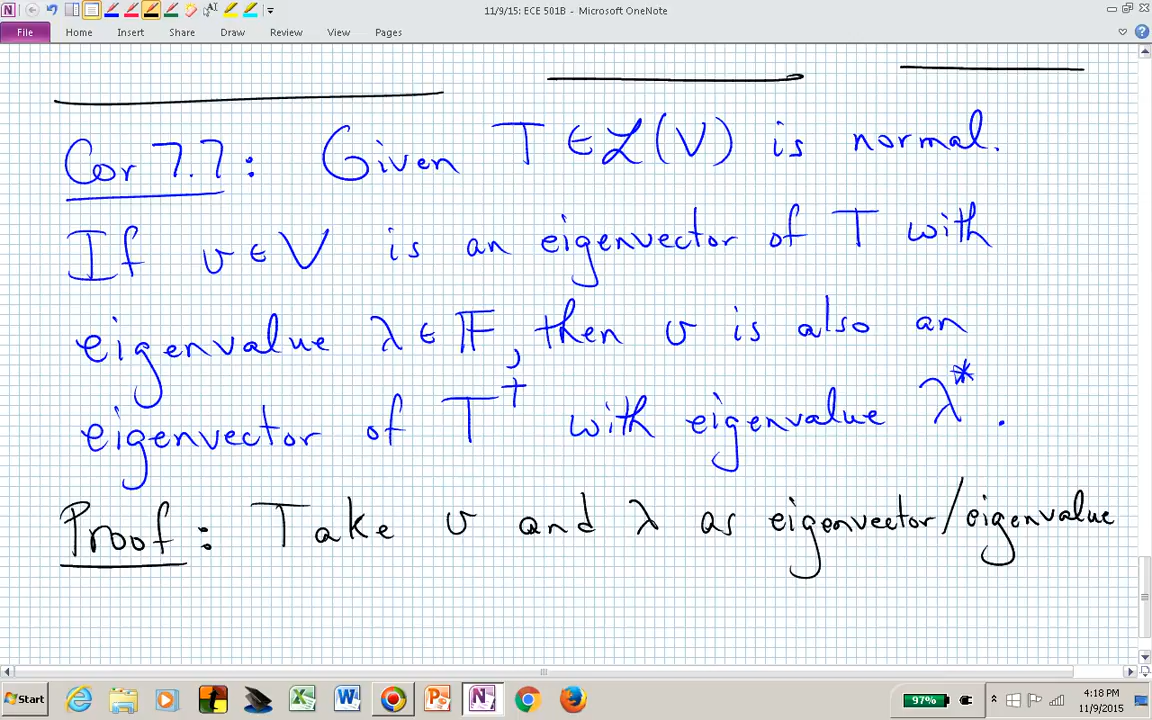 11/9/15: ECE 501B - Microsoft OneNote
File Home Insert Share Draw Review View Pages
Cor 7.7: Given T ∈ ℒ(V) is normal.
If v ∈ V is an eigenvector of T with
eigenvalue λ ∈ 𝔽, then v is also an
eigenvector of T† with eigenvalue λ*.
Proof: Take v and λ as eigenvector/eigenvalue
Start 97% 4:18 PM
11/9/2015